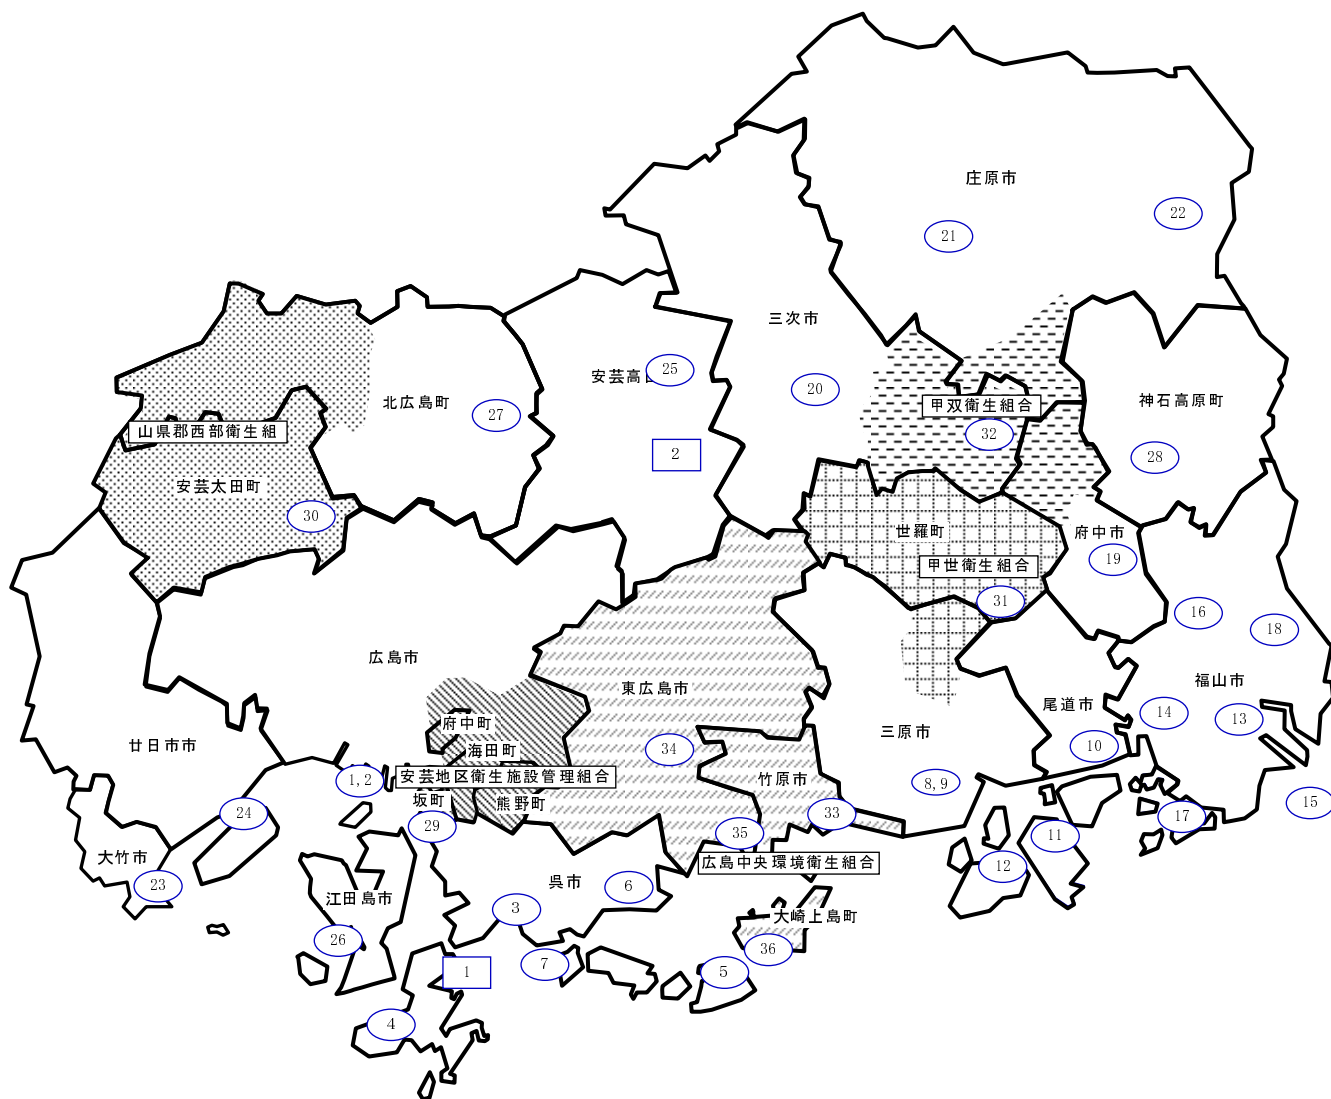 庄原市
22
21
三次市
安芸高
25
20
北広島町
27
神石高原町
甲双衛生組合
32
28
山県郡西部衛生組
2
安芸太田町
30
世羅町
府中市
19
甲世衛生組合
31
16
18
広島市
東広島市
福山市
尾道市
14
13
府中町
三原市
廿日市市
海田町
34
10
安芸地区衛生施設管理組合
竹原市
1, 2
8, 9
坂町
熊野町
15
24
33
17
29
35
11
大竹市
広島中央環境衛生組合
12
23
呉市
6
江田島市
3
大崎上島町
26
36
7
5
1
4